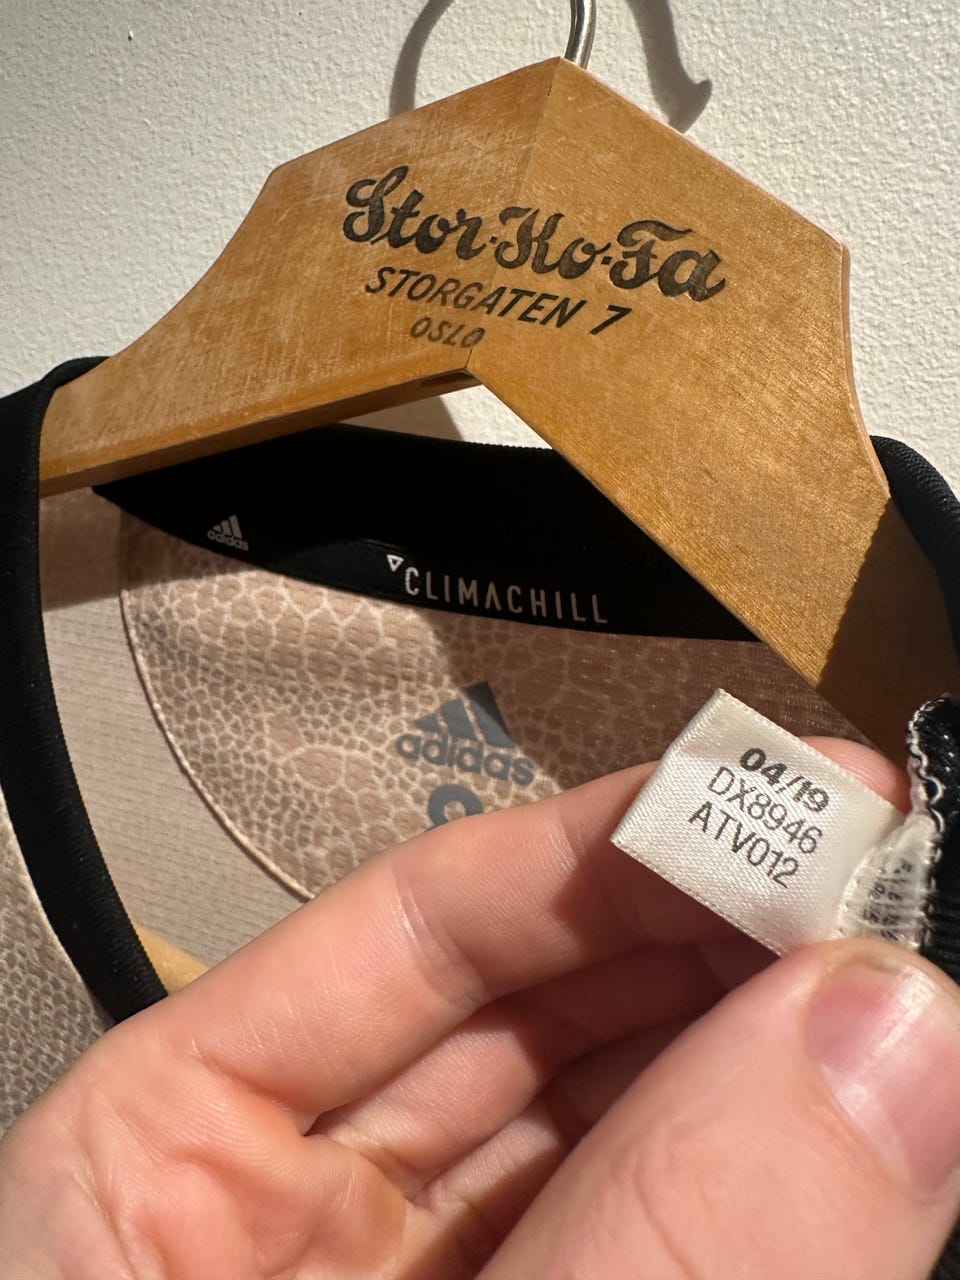 Stor·Ko·Fa
STORGATEN 7
OSLO
adidas
CLIMACHILL
adidas
04/19
DX8946
ATV012